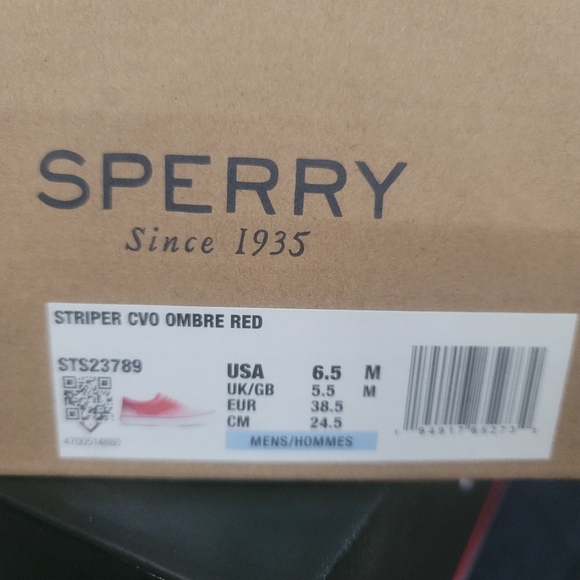 SPERRY
Since 1935
STRIPER CVO OMBRE RED
STS23789
USA 6.5 M
UK/GB 5.5 M
EUR 38.5
CM 24.5
MENS/HOMMES